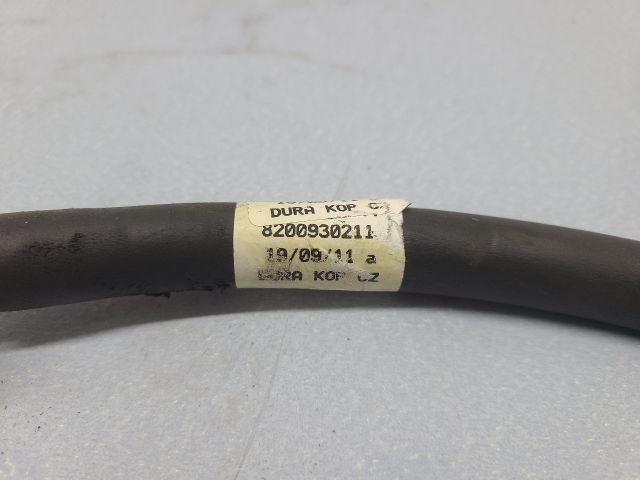 DURA KOP CZ
8200930211
19/09/11 a
DURA KOP CZ